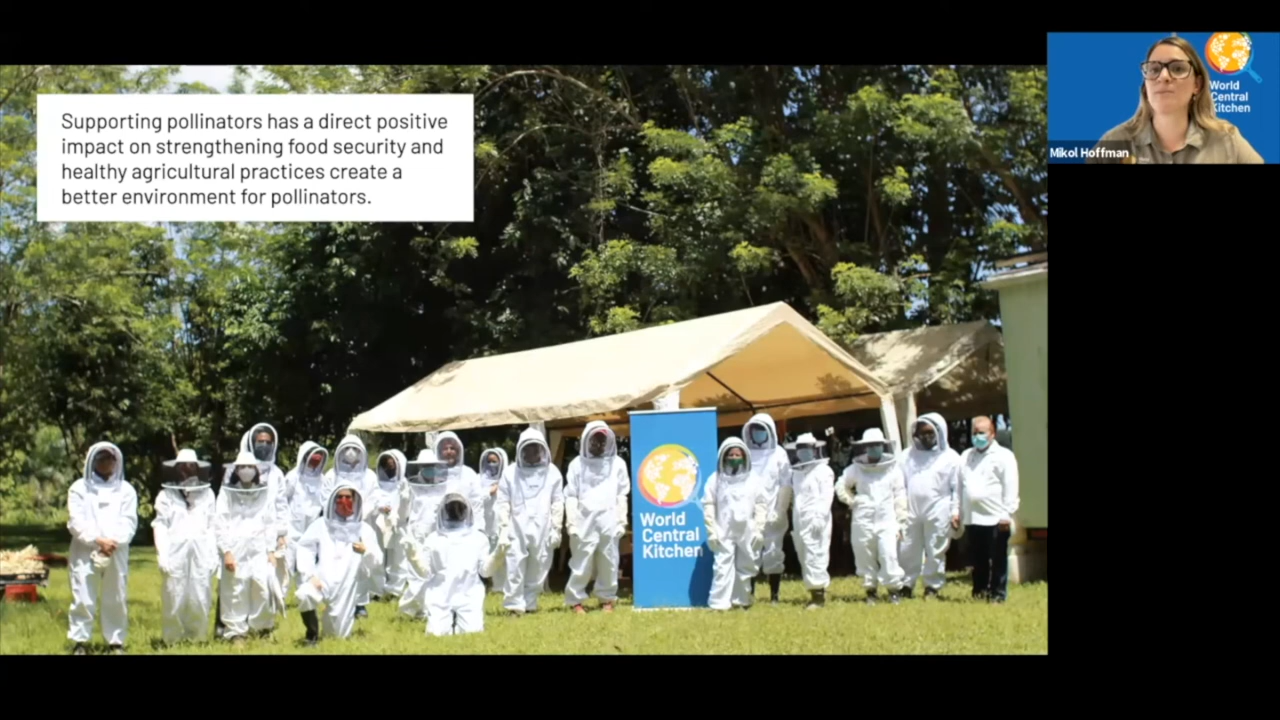 Supporting pollinators has a direct positive
impact on strengthening food security and
healthy agricultural practices create a
better environment for pollinators.
World
Central
Kitchen
Mikol Hoffman
World
Central
Kitchen